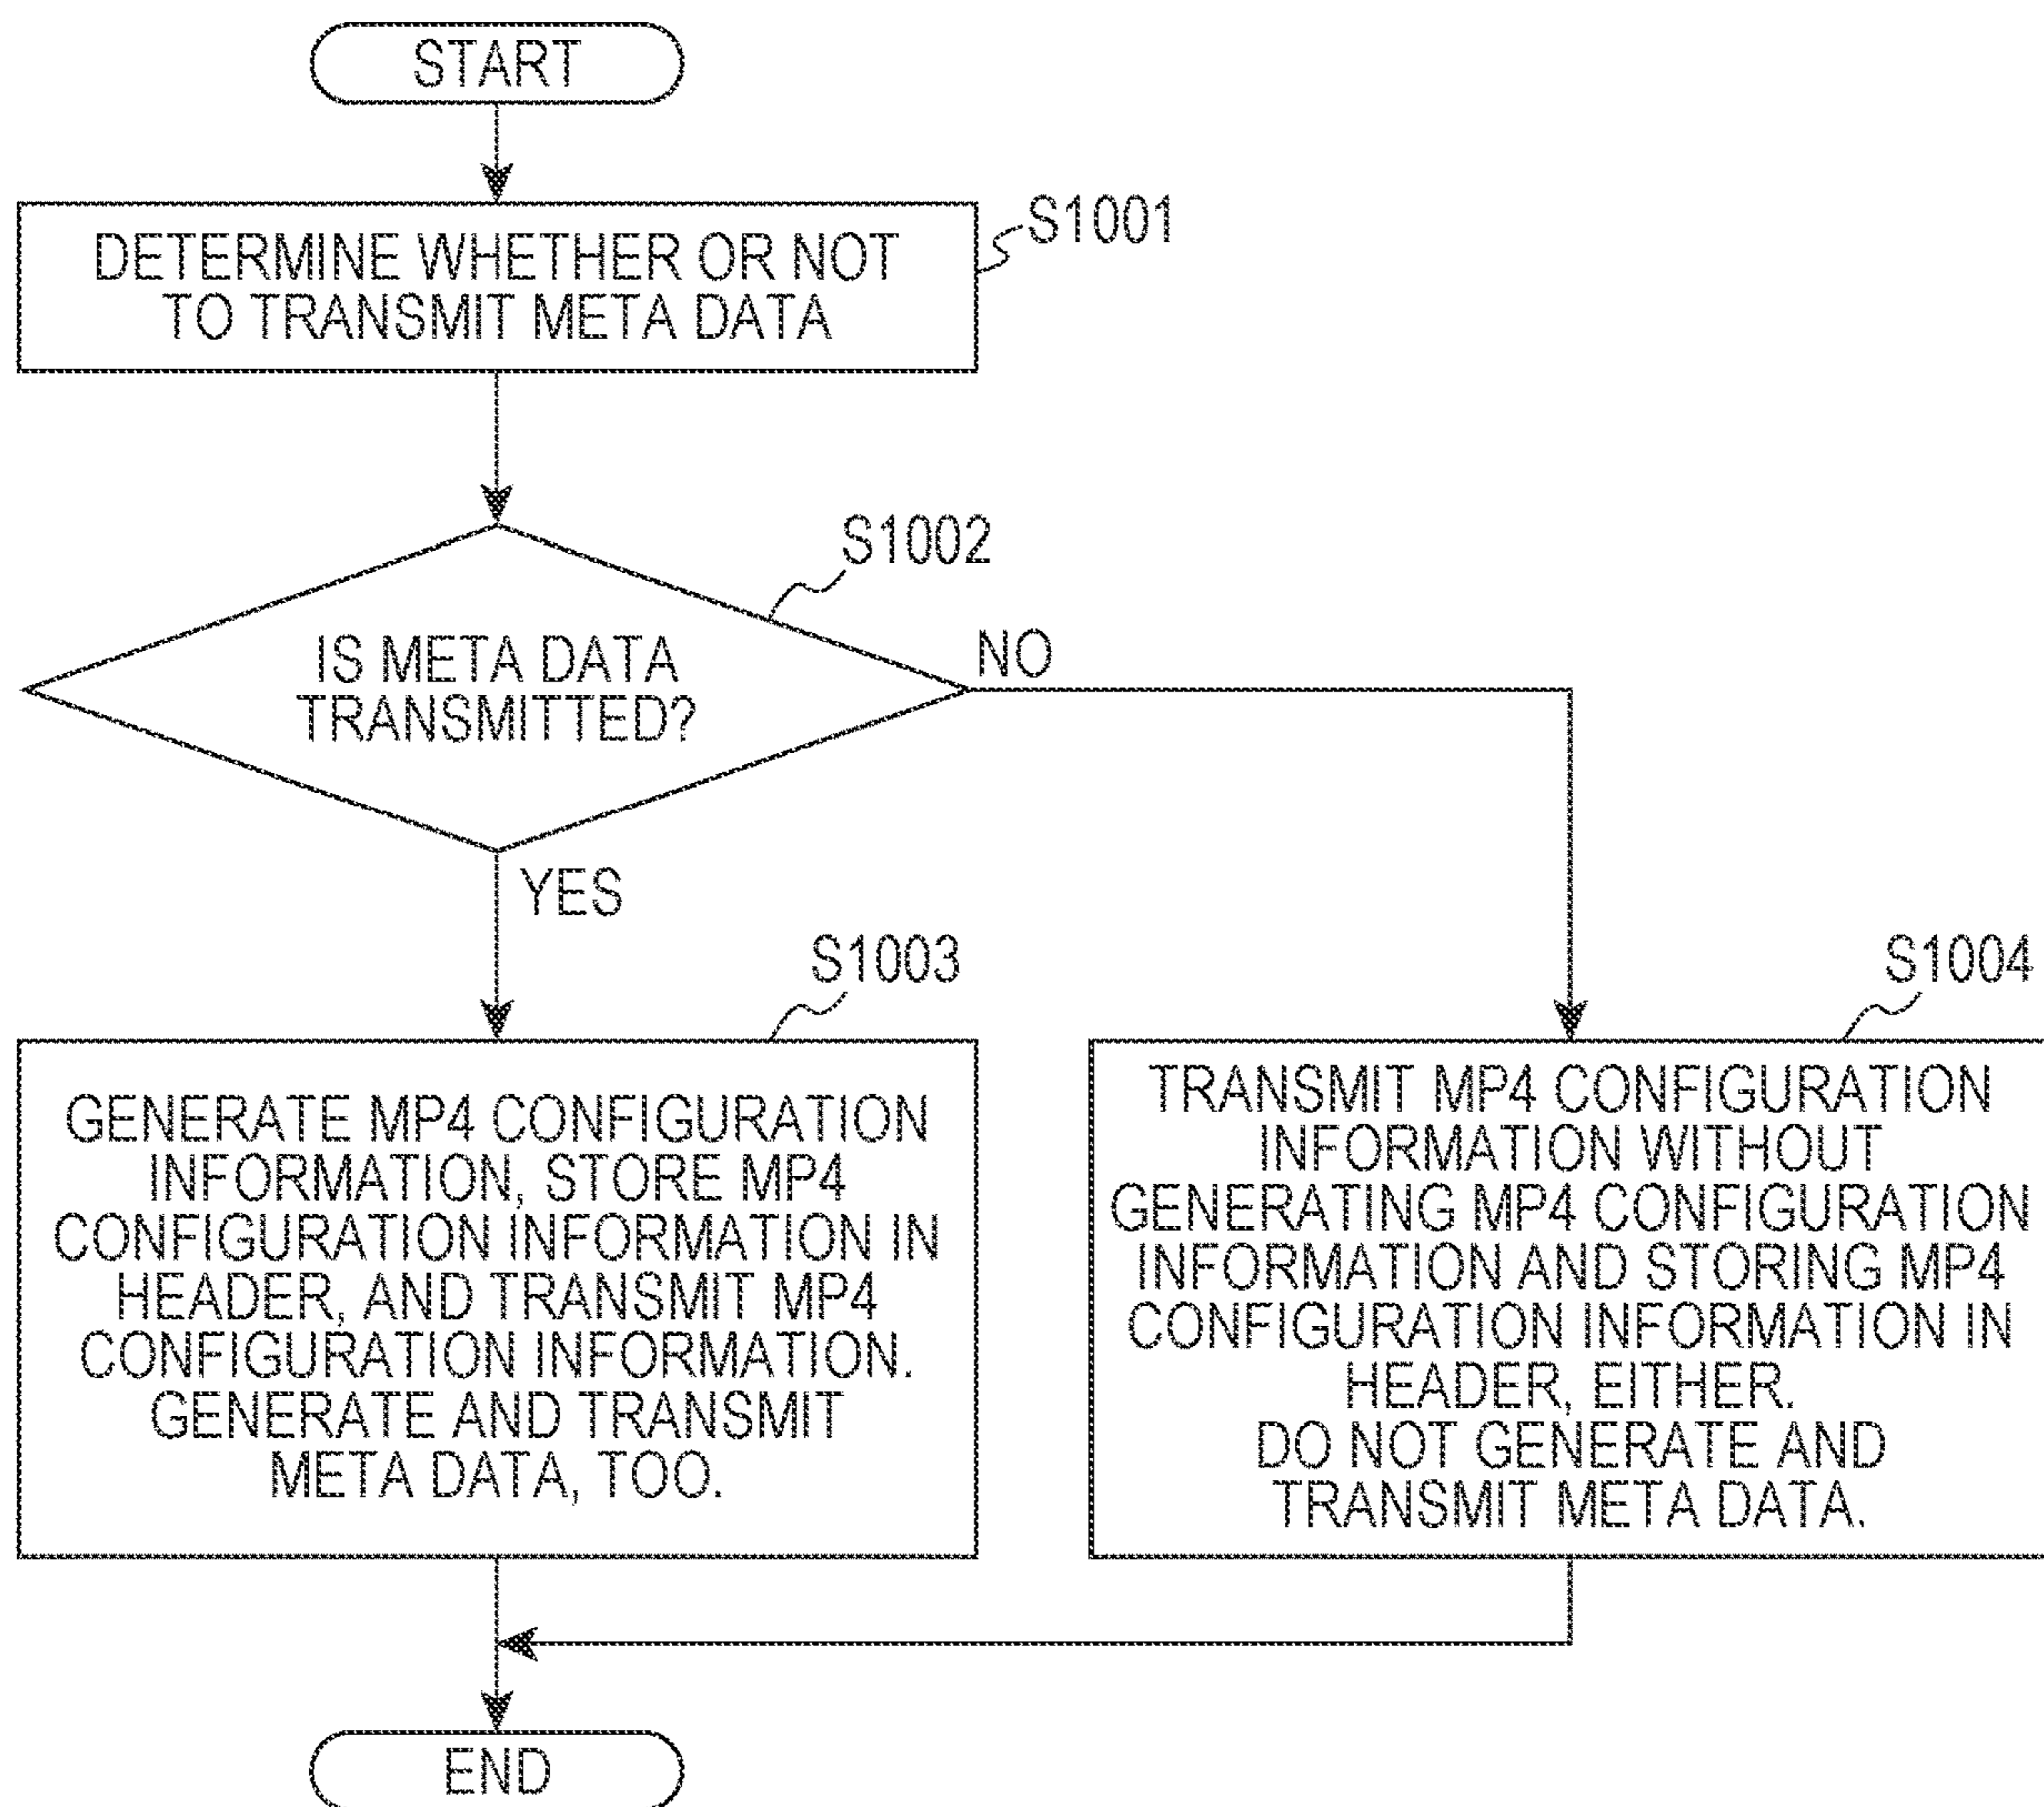 START
S1001
DETERMINE WHETHER OR NOT
TO TRANSMIT META DATA
S1002
IS META DATA
TRANSMITTED?
NO
YES
S1003
GENERATE MP4 CONFIGURATION
INFORMATION, STORE MP4
CONFIGURATION INFORMATION IN
HEADER, AND TRANSMIT MP4
CONFIGURATION INFORMATION.
GENERATE AND TRANSMIT
META DATA, TOO.
S1004
TRANSMIT MP4 CONFIGURATION
INFORMATION WITHOUT
GENERATING MP4 CONFIGURATION
INFORMATION AND STORING MP4
CONFIGURATION INFORMATION IN
HEADER, EITHER.
DO NOT GENERATE AND
TRANSMIT META DATA.
END